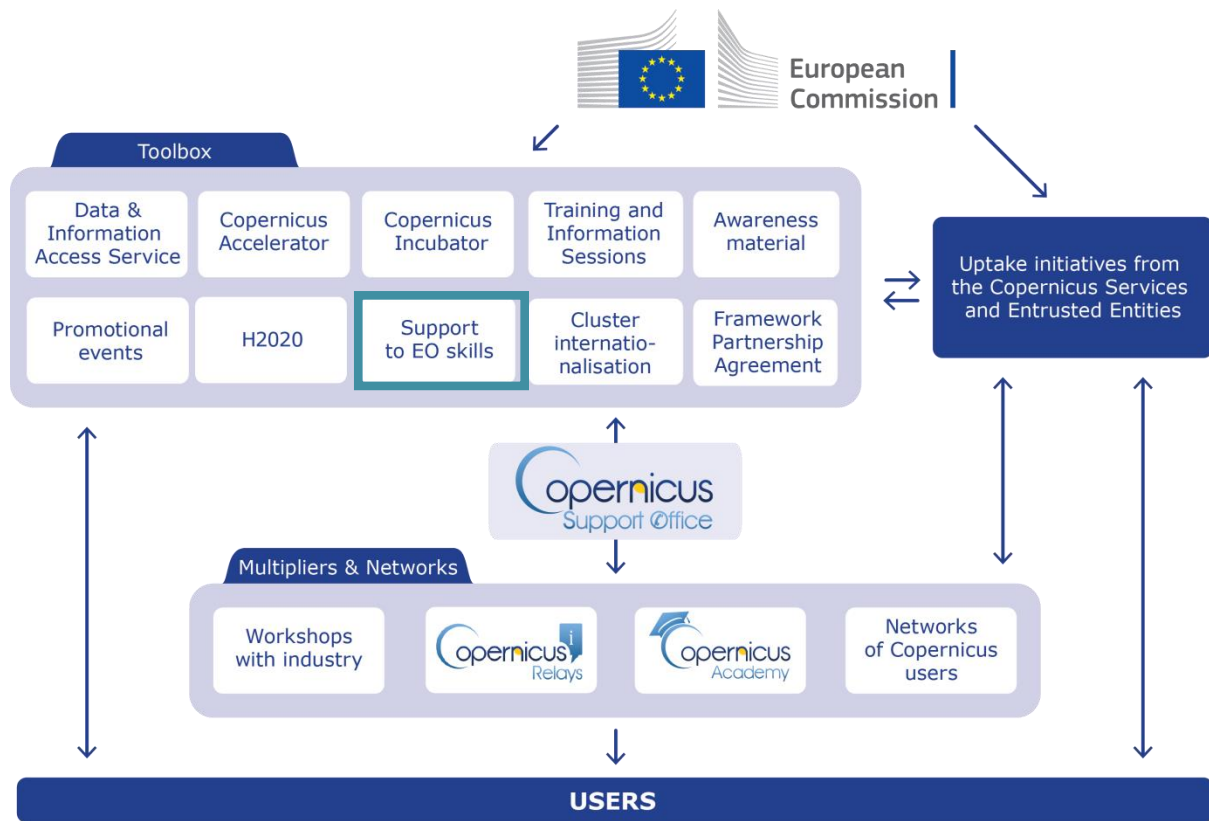 European
Commission
Toolbox
Data &
Information
Access Service
Copernicus
Accelerator
Copernicus
Incubator
Training and
Information
Sessions
Awareness
material
Promotional
events
H2020
Support
to EO skills
Cluster
internatio-
nalisation
Framework
Partnership
Agreement
Uptake initiatives from
the Copernicus Services
and Entrusted Entities
Copernicus
Support Office
Multipliers & Networks
Workshops
with industry
Copernicus
i
Relays
Copernicus
Academy
Networks
of Copernicus
users
USERS